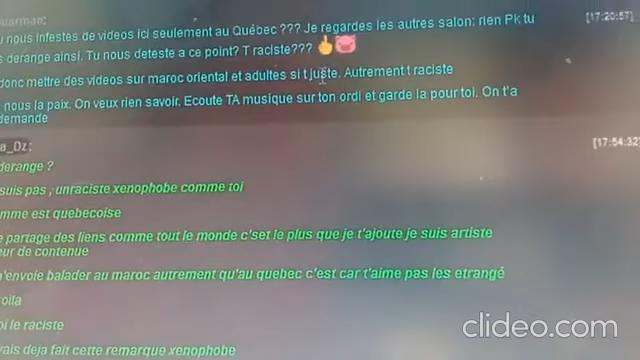 uarman:
[17:20:57]
u nous infestes de videos ici seulement au Québec ??? Je regardes les autres salon: rien Pk tu
s derange ainsi. Tu nous deteste a ce point? T raciste??? 🖕🐷
donc mettre des videos sur maroc oriental et adultes si t juste. Autrement t raciste
nous la paix. On veux rien savoir. Ecoute TA musique sur ton ordi et garde la pour toi. On t'a
demande
a_Dz:
[17:54:32]
derange ?
suis pas , unraciste xenophobe comme toi
mme est quebecoise
e partage des liens comme tout le monde c'set le plus que je t'ajoute je suis artiste
eur de contenue
'envoie balader au maroc autrement qu'au quebec c'est car t'aime pas les etrangé
oila
oi le raciste
vais deja fait cette remarque xenophobe
clideo.com